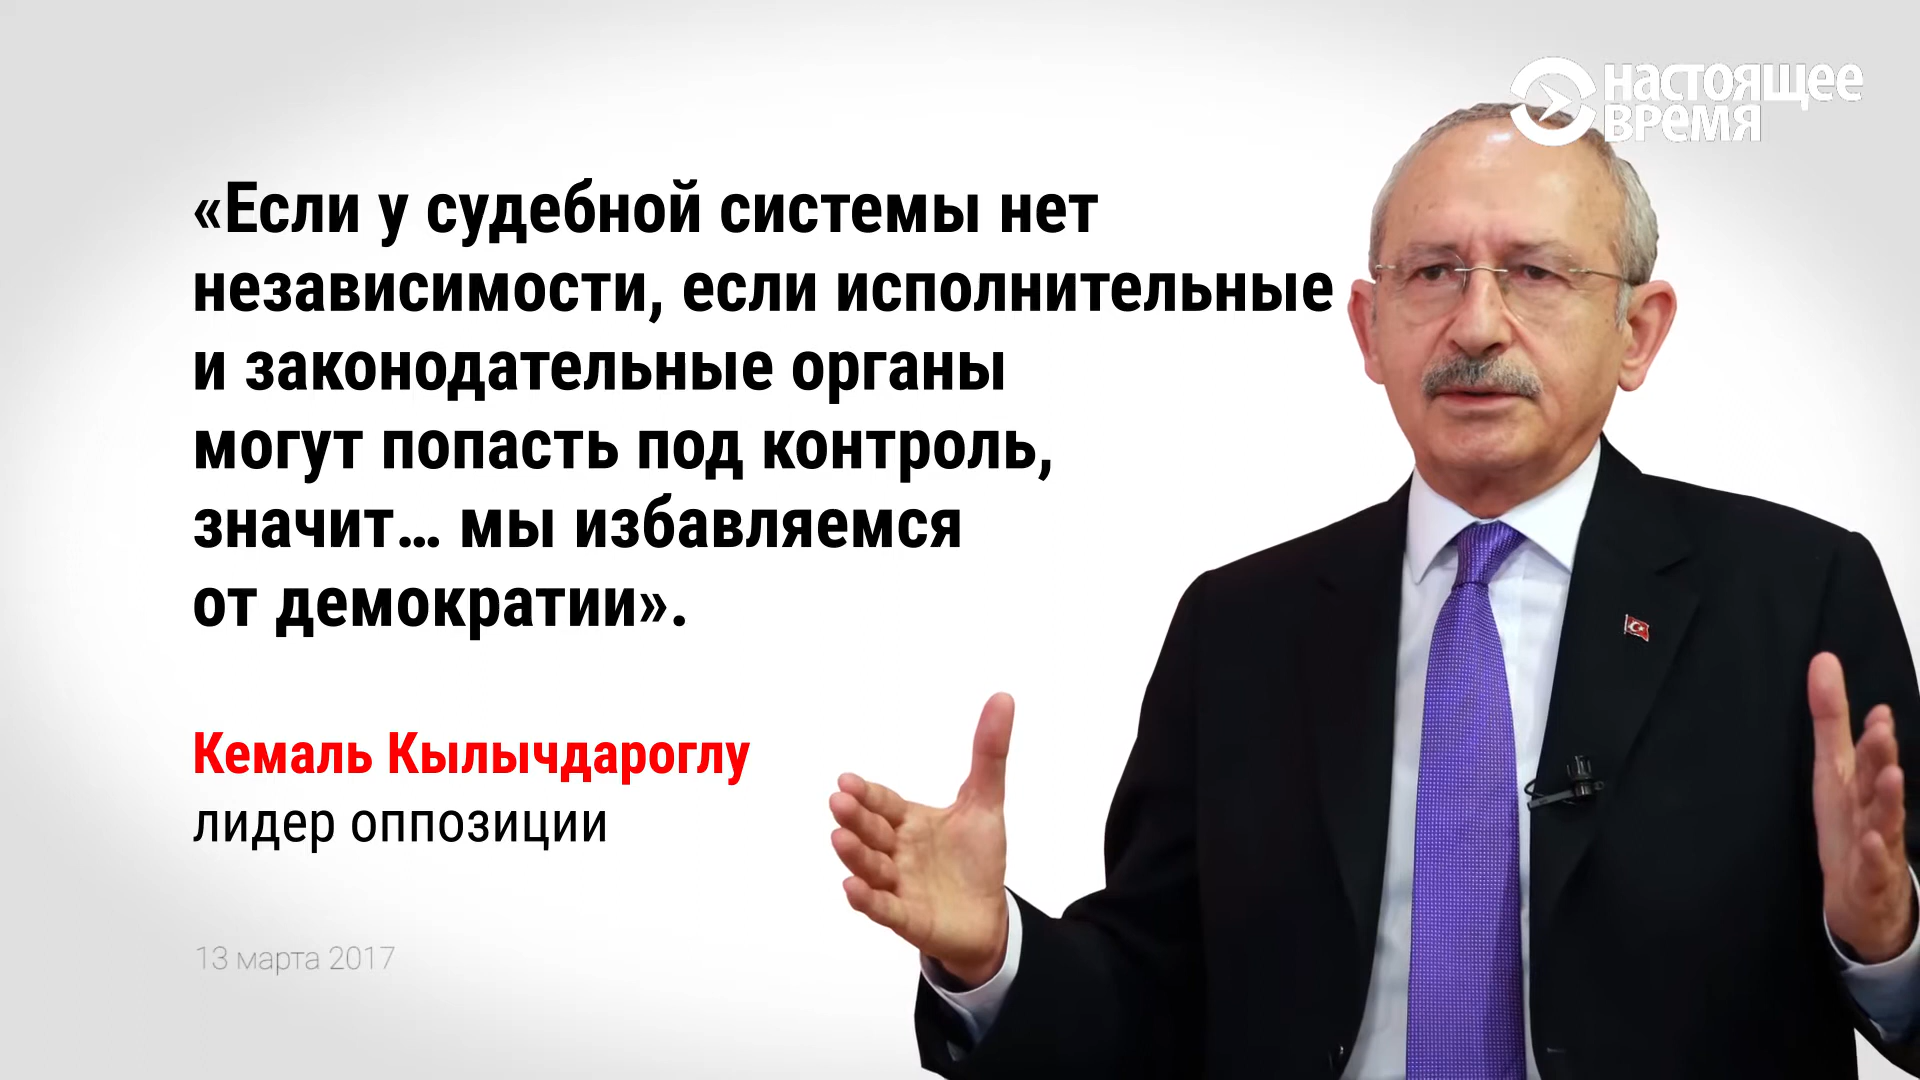 настоящее
время
«Если у судебной системы нет
независимости, если исполнительные
и законодательные органы
могут попасть под контроль,
значит… мы избавляемся
от демократии».
Кемаль Кылычдароглу
лидер оппозиции
13 марта 2017